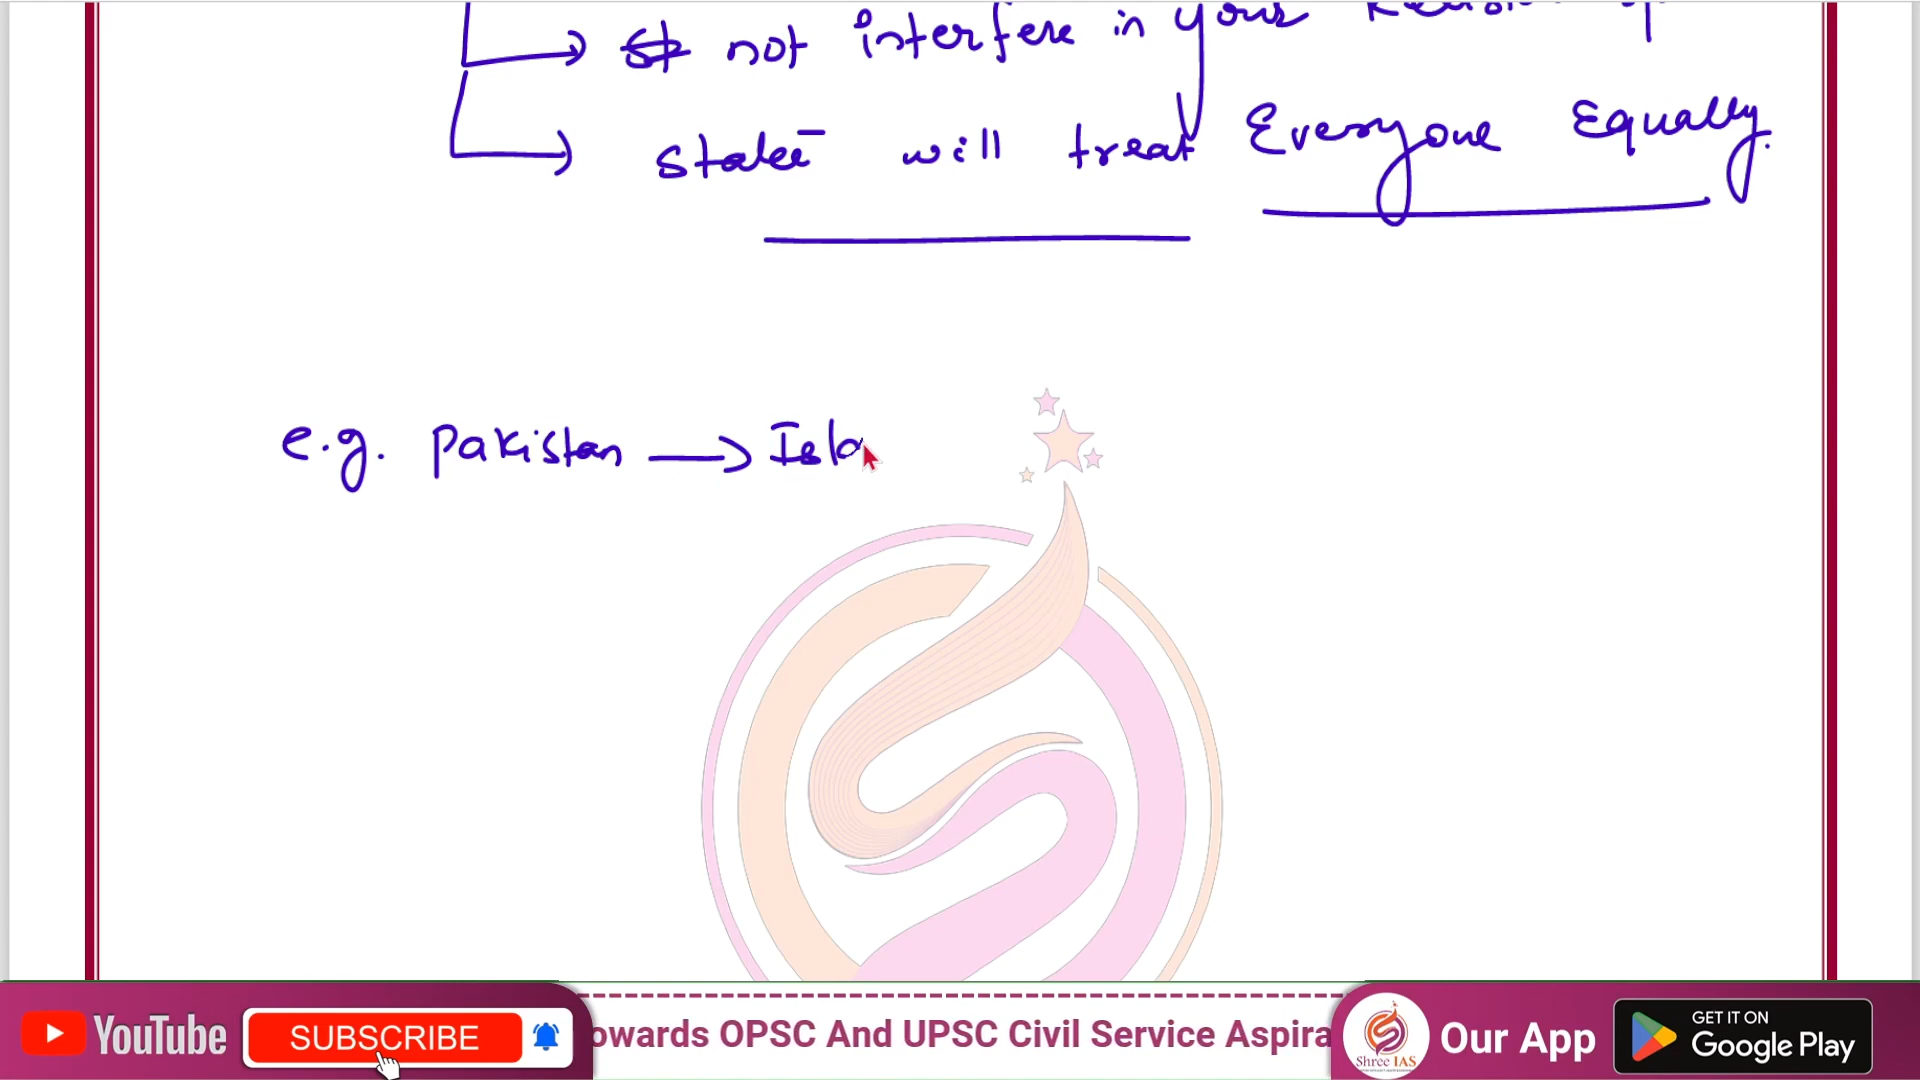 not interfere in your
state will treat Everyone Equally.
e.g. Pakistan → Isla
YouTube SUBSCRIBE owards OPSC And UPSC Civil Service Aspira Shree IAS Our App GET IT ON Google Play